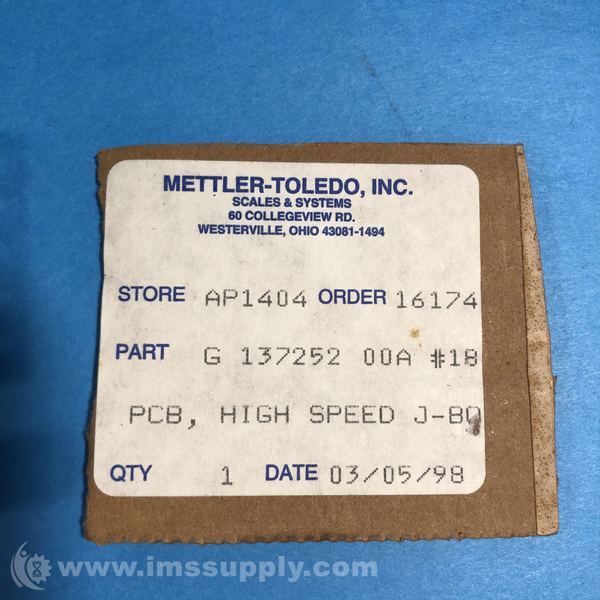 METTLER-TOLEDO, INC.
SCALES & SYSTEMS
60 COLLEGEVIEW RD.
WESTERVILLE, OHIO 43081-1494
STORE AP1404 ORDER 16174
PART G 137252 00A #18
PCB, HIGH SPEED
QTY 1 DATE 03/05/98
www.imssupply.com